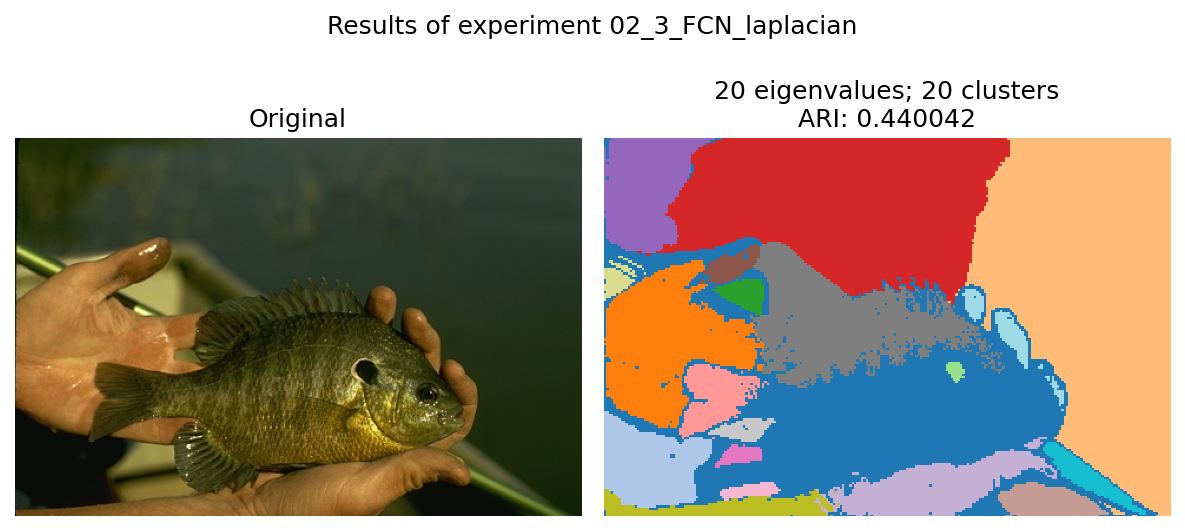 Results of experiment 02_3_FCN_laplacian
Original
20 eigenvalues; 20 clusters
ARI: 0.440042